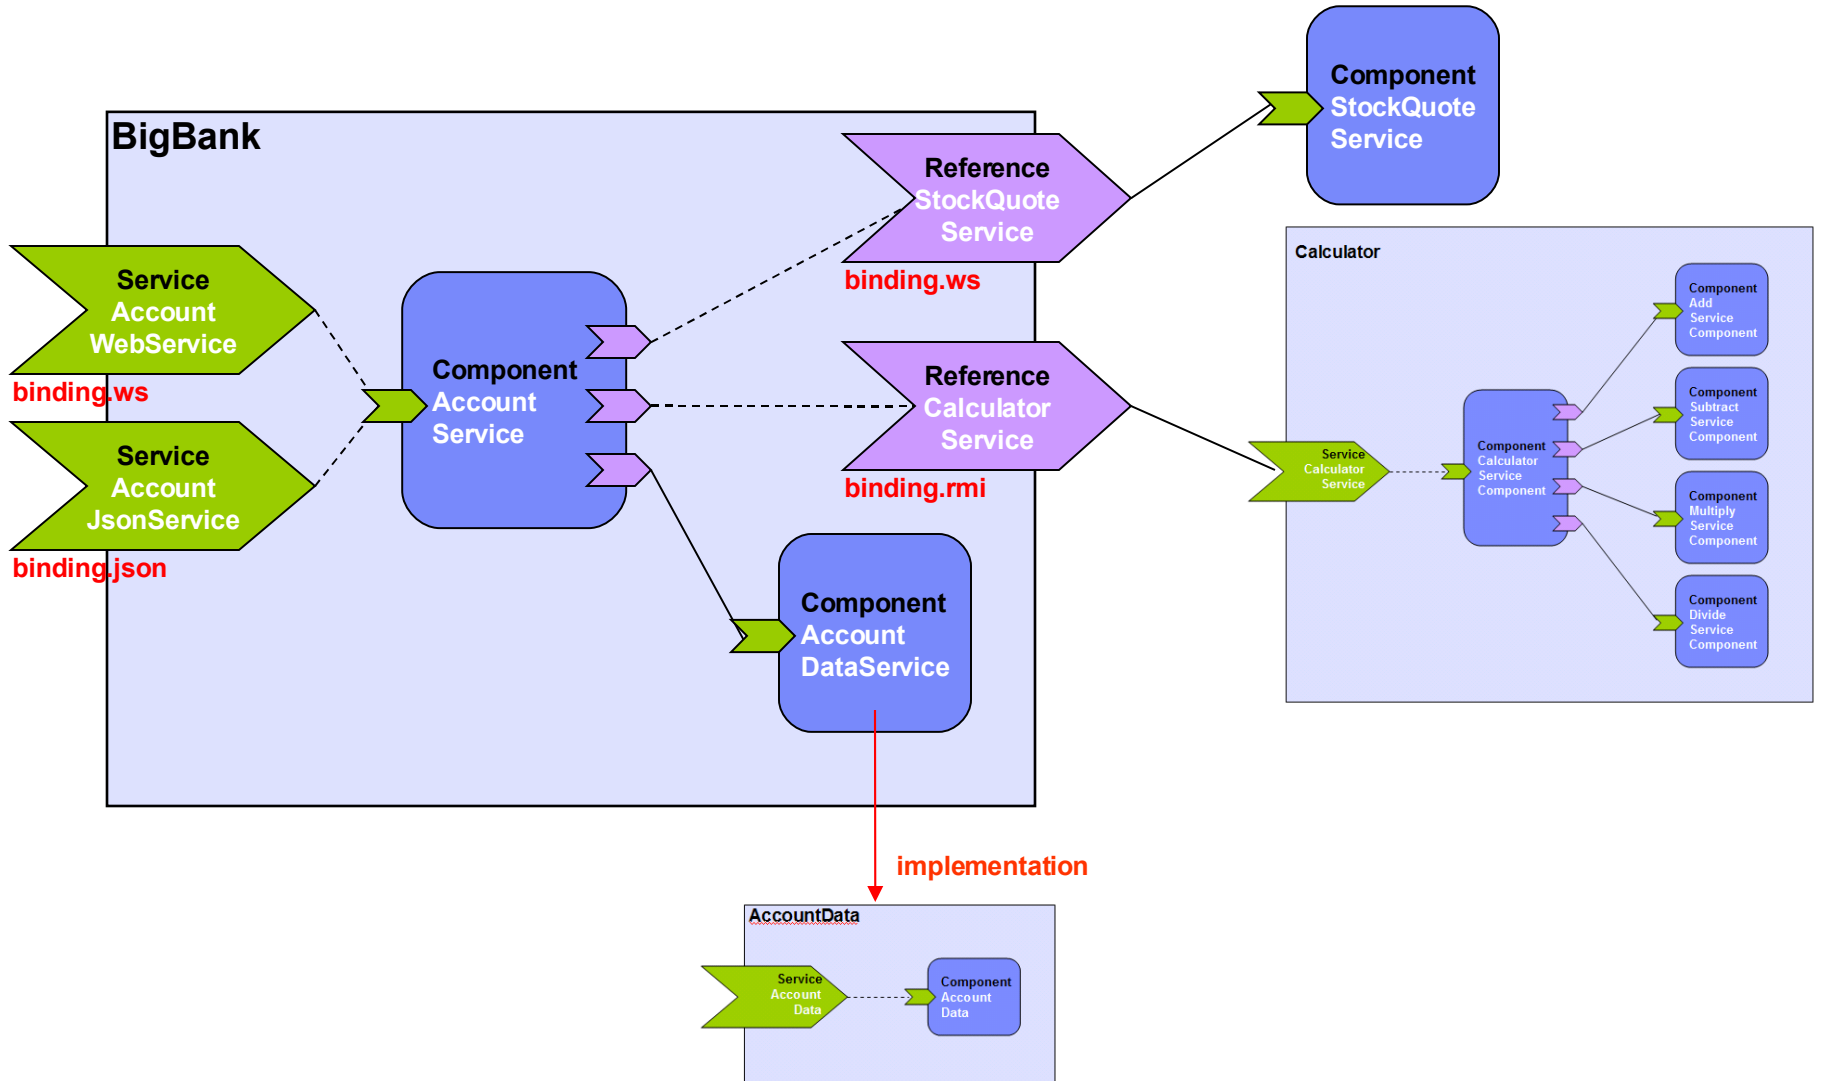 BigBank
Service
Account
WebService
binding.ws
Service
Account
JsonService
binding.json
Component
Account
Service
Reference
StockQuote
Service
binding.ws
Reference
Calculator
Service
binding.rmi
Component
Account
DataService
implementation
AccountData
Service
Account
Data
Component
Account
Data
Component
StockQuote
Service
Calculator
Service
Calculator
Service
Component
Calculator
Service
Component
Component
Add
Service
Component
Component
Subtract
Service
Component
Component
Multiply
Service
Component
Component
Divide
Service
Component